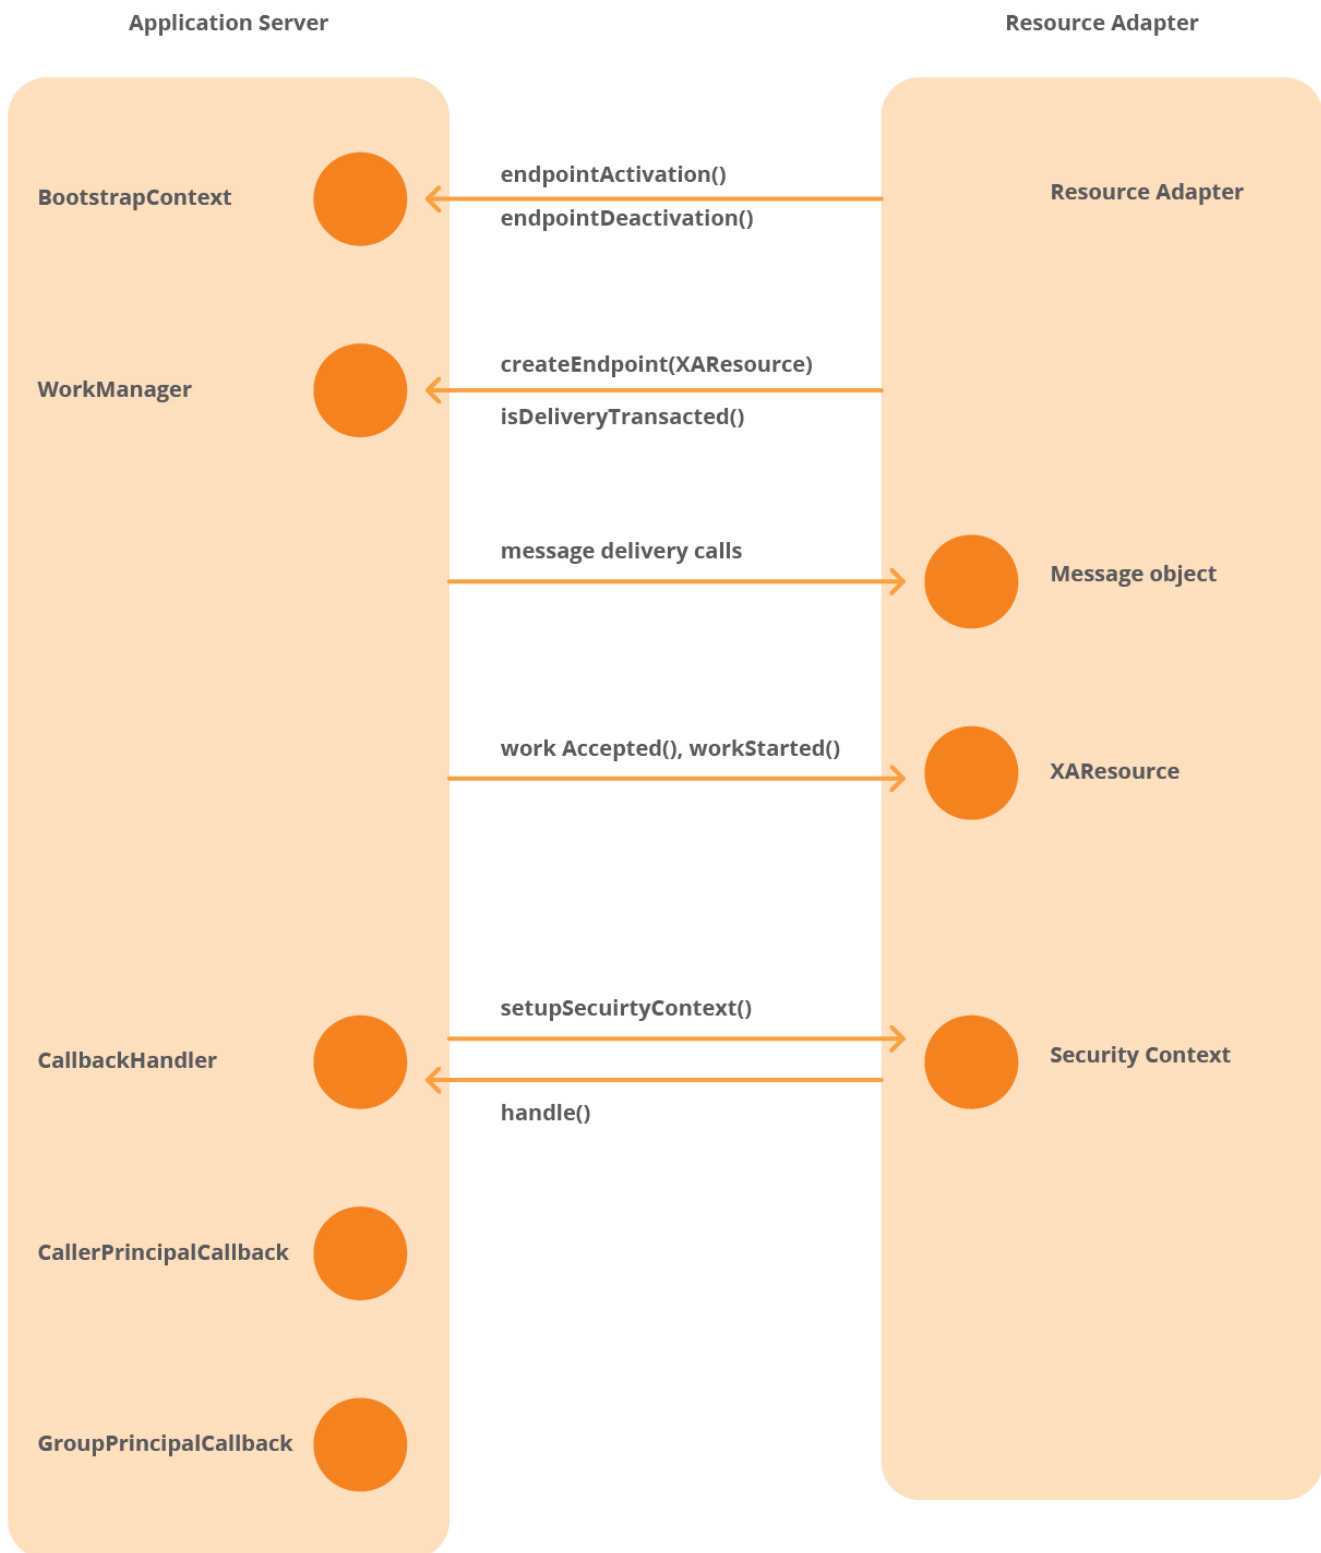 Application Server
Resource Adapter
endpointActivation()
BootstrapContext
Resource Adapter
endpointDeactivation()
createEndpoint(XAResource)
WorkManager
isDeliveryTransacted()
message delivery calls
Message object
work Accepted(), workStarted()
XAResource
setupSecuirtyContext()
CallbackHandler
Security Context
handle()
CallerPrincipalCallback
GroupPrincipalCallback